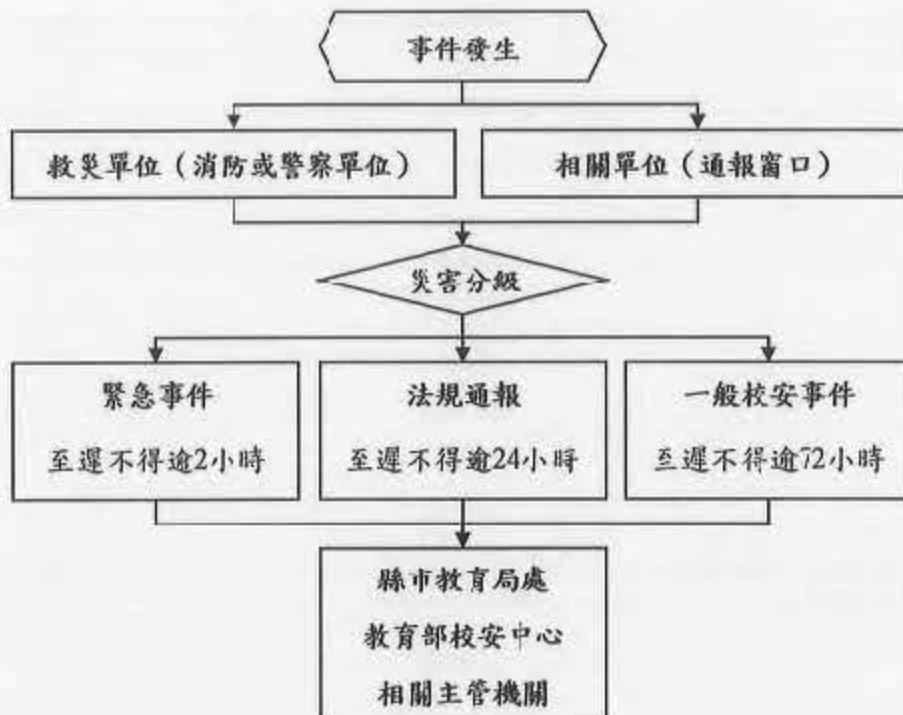 事件發生
救災單位（消防或警察單位）
相關單位（通報窗口）
災害分級
緊急事件
至遲不得逾2小時
法規通報
至遲不得逾24小時
一般校安事件
至遲不得逾72小時
縣市教育局處
教育部校安中心
相關主管機關